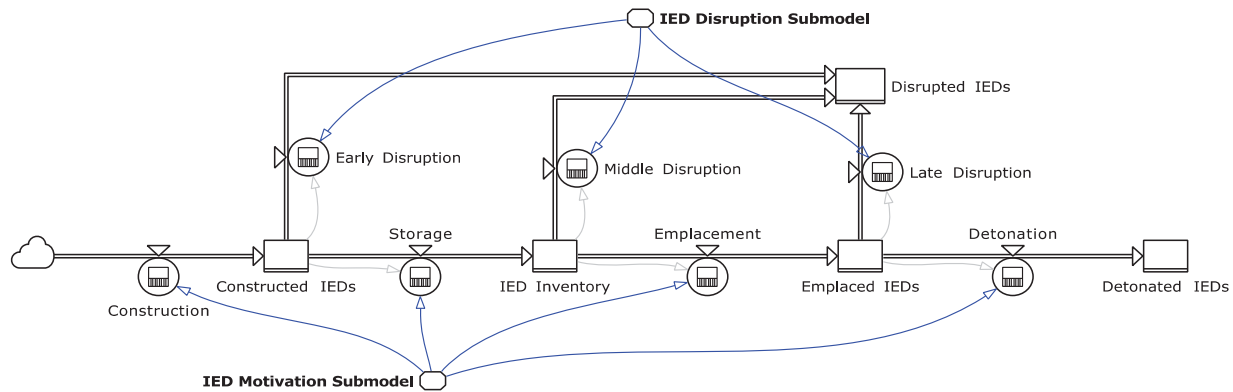 IED Disruption Submodel
Disrupted IEDs
Early Disruption
Middle Disruption
Late Disruption
Storage
Emplacement
Detonation
Constructed IEDs
IED Inventory
Emplaced IEDs
Detonated IEDs
Construction
IED Motivation Submodel